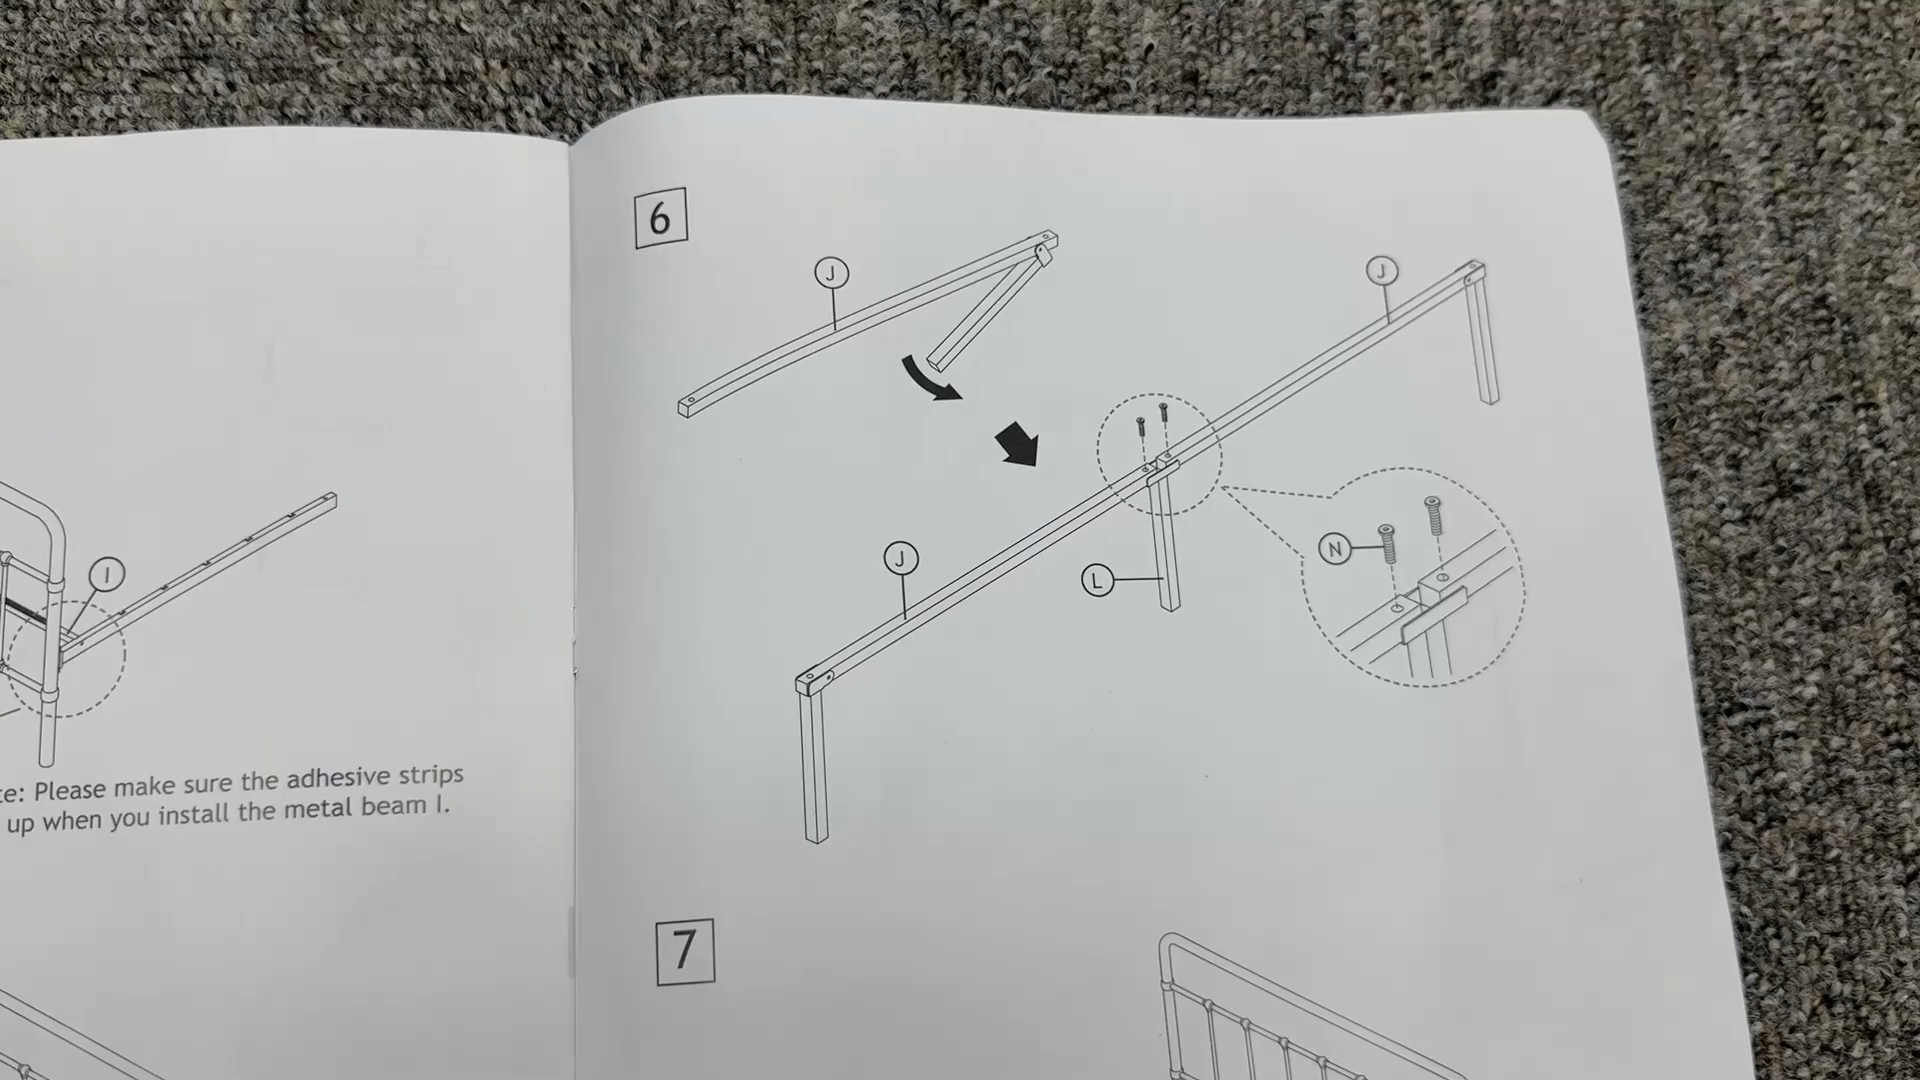 I
te: Please make sure the adhesive strips
up when you install the metal beam I.
6
J
J
J
N
L
7